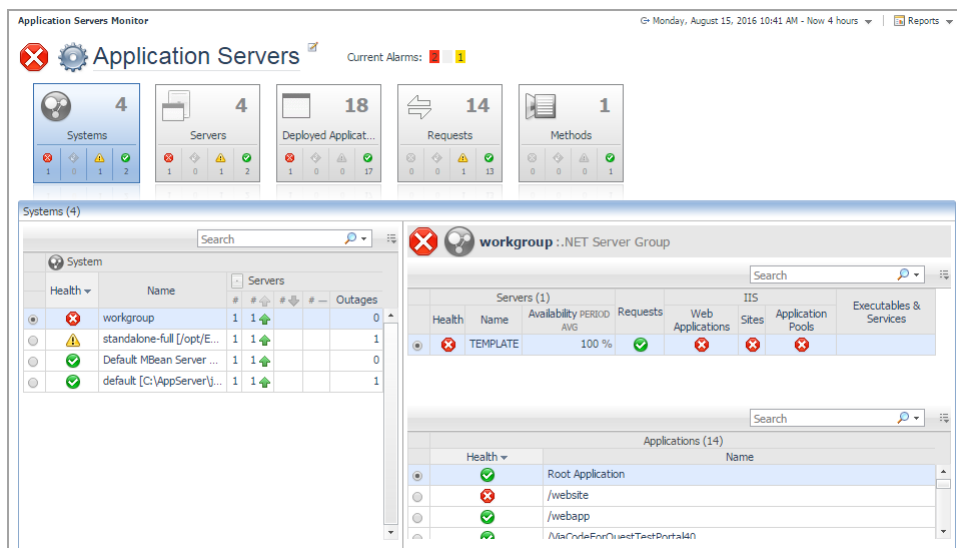 Application Servers Monitor
Monday, August 15, 2016 10:41 AM - Now 4 hours
Reports
Application Servers
Current Alarms: 2 1
4 4 18 14 1
Systems Servers Deployed Applicat... Requests Methods
1 0 1 2 1 0 1 2 1 0 0 17 0 0 1 13 0 0 0 1
Systems (4)
Search
System
Health Name Servers
# # # # — Outages
workgroup 1 1 0
standalone-full [/opt/E... 1 1 1
Default MBean Server ... 1 1 0
default [C:\AppServer\j... 1 1 1
workgroup :.NET Server Group
Search
Servers (1) Requests IIS Executables &
Services
Health Name Availability PERIOD
AVG
Web
Applications
Sites Application
Pools
TEMPLATE 100 %
Search
Applications (14)
Health Name
Root Application
/website
/webapp
/ViaCodeForQuestTestPortal40